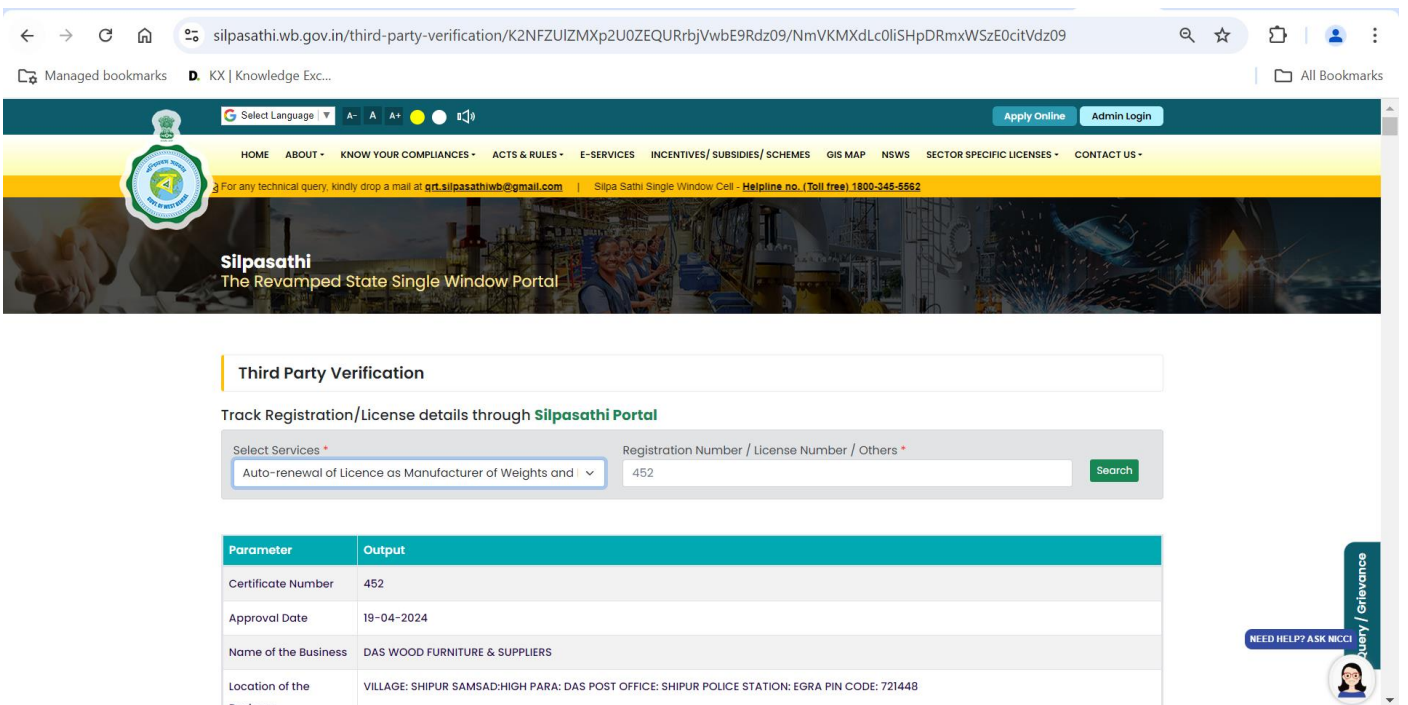 silpasathi.wb.gov.in/third-party-verification/K2NFZUlZMXp2U0ZEQURrbjVwbE9Rdz09/NmVKMXdLc0liSHpDRmxWSzE0citVdz09
Managed bookmarks D. KX | Knowledge Exc... All Bookmarks
G Select Language ▼ A- A A+ Apply Online Admin Login
HOME ABOUT KNOW YOUR COMPLIANCES ACTS & RULES E-SERVICES INCENTIVES/ SUBSIDIES/ SCHEMES GIS MAP NSWS SECTOR SPECIFIC LICENSES CONTACT US
For any technical query, kindly drop a mail at qrt.silpasathiwb@gmail.com | Silpa Sathi Single Window Cell - Helpline no. (Toll free) 1800-345-5562
Silpasathi
The Revamped State Single Window Portal
Third Party Verification
Track Registration/License details through Silpasathi Portal
Select Services * Registration Number / License Number / Others *
Auto-renewal of Licence as Manufacturer of Weights and 452 Search
Parameter Output
Certificate Number 452
Approval Date 19-04-2024
Name of the Business DAS WOOD FURNITURE & SUPPLIERS
Location of the VILLAGE: SHIPUR SAMSAD:HIGH PARA: DAS POST OFFICE: SHIPUR POLICE STATION: EGRA PIN CODE: 721448
Query / Grievance
NEED HELP? ASK NICCI